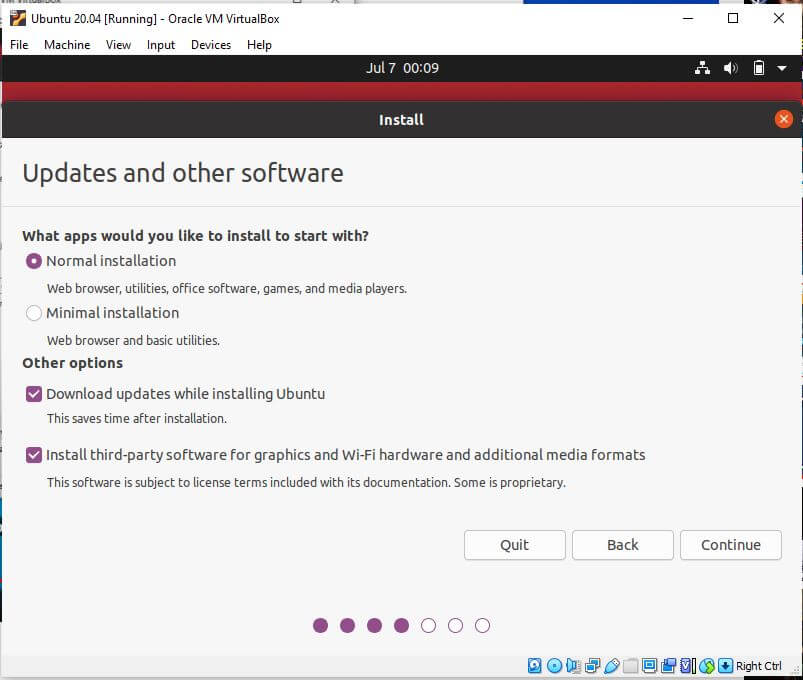 Ubuntu 20.04 [Running] - Oracle VM VirtualBox
File Machine View Input Devices Help
Jul 7 00:09
Install
Updates and other software
What apps would you like to install to start with?
Normal installation
Web browser, utilities, office software, games, and media players.
Minimal installation
Web browser and basic utilities.
Other options
Download updates while installing Ubuntu
This saves time after installation.
Install third-party software for graphics and Wi-Fi hardware and additional media formats
This software is subject to license terms included with its documentation. Some is proprietary.
Quit Back Continue
Right Ctrl